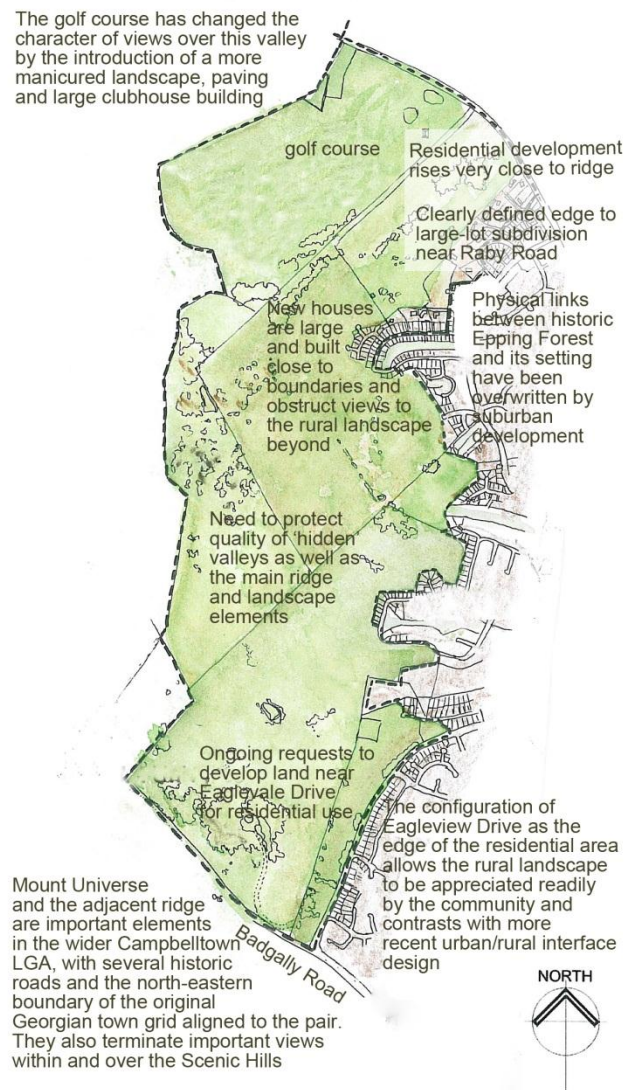 The golf course has changed the
character of views over this valley
by the introduction of a more
manicured landscape, paving
and large clubhouse building
golf course
Residential development
rises very close to ridge
Clearly defined edge to
large-lot subdivision
near Raby Road
New houses
are large
and built
close to
boundaries and
obstruct views to
the rural landscape
beyond
Physical links
between historic
Epping Forest
and its setting
have been
overwritten by
suburban
development
Need to protect
quality of 'hidden'
valleys as well as
the main ridge
and landscape
elements
Ongoing requests to
develop land near
Eaglevale Drive
for residential use
The configuration of
Eagleview Drive as the
edge of the residential area
allows the rural landscape
to be appreciated readily
by the community and
contrasts with more
recent urban/rural interface
design
Mount Universe
and the adjacent ridge
are important elements
in the wider Campbelltown
LGA, with several historic
roads and the north-eastern
boundary of the original
Georgian town grid aligned to the pair.
They also terminate important views
within and over the Scenic Hills
Badgally Road
NORTH